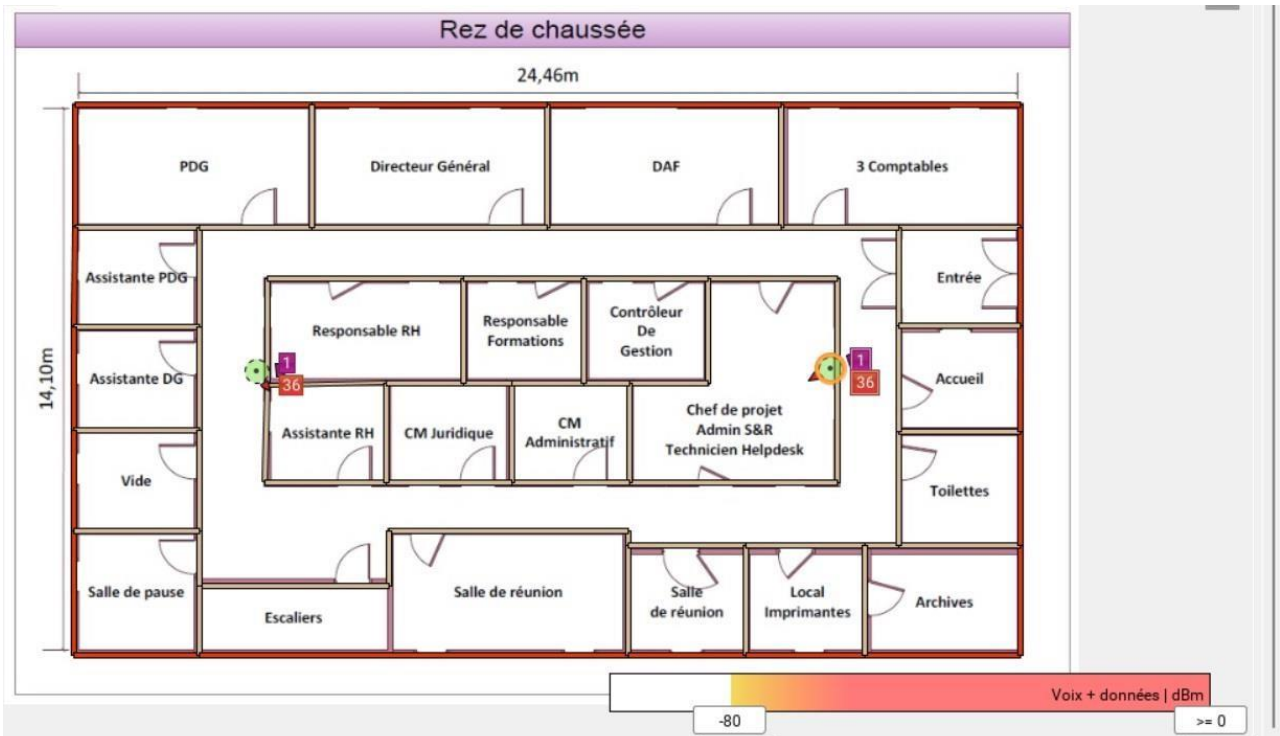 Rez de chaussée
24,46m
14,10m
PDG
Directeur Général
DAF
3 Comptables
Assistante PDG
Entrée
Responsable RH
Responsable
Formations
Contrôleur
De
Gestion
1
36
1
36
Assistante DG
Accueil
Assistante RH
CM Juridique
CM
Administratif
Chef de projet
Admin S&R
Technicien Helpdesk
Vide
Toilettes
Salle de pause
Escaliers
Salle de réunion
Salle
de réunion
Local
Imprimantes
Archives
Voix + données | dBm
-80
>= 0